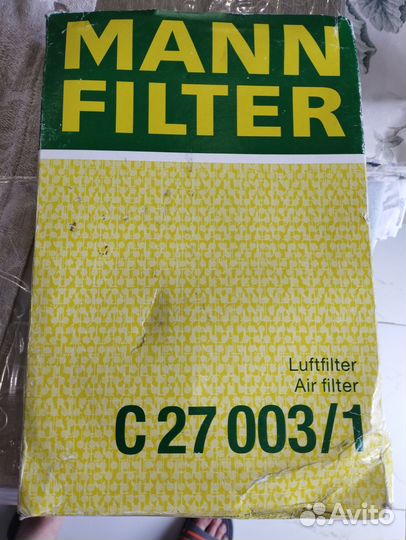 MANN
FILTER
Luftfilter
Air filter
C 27 003/1
Avito